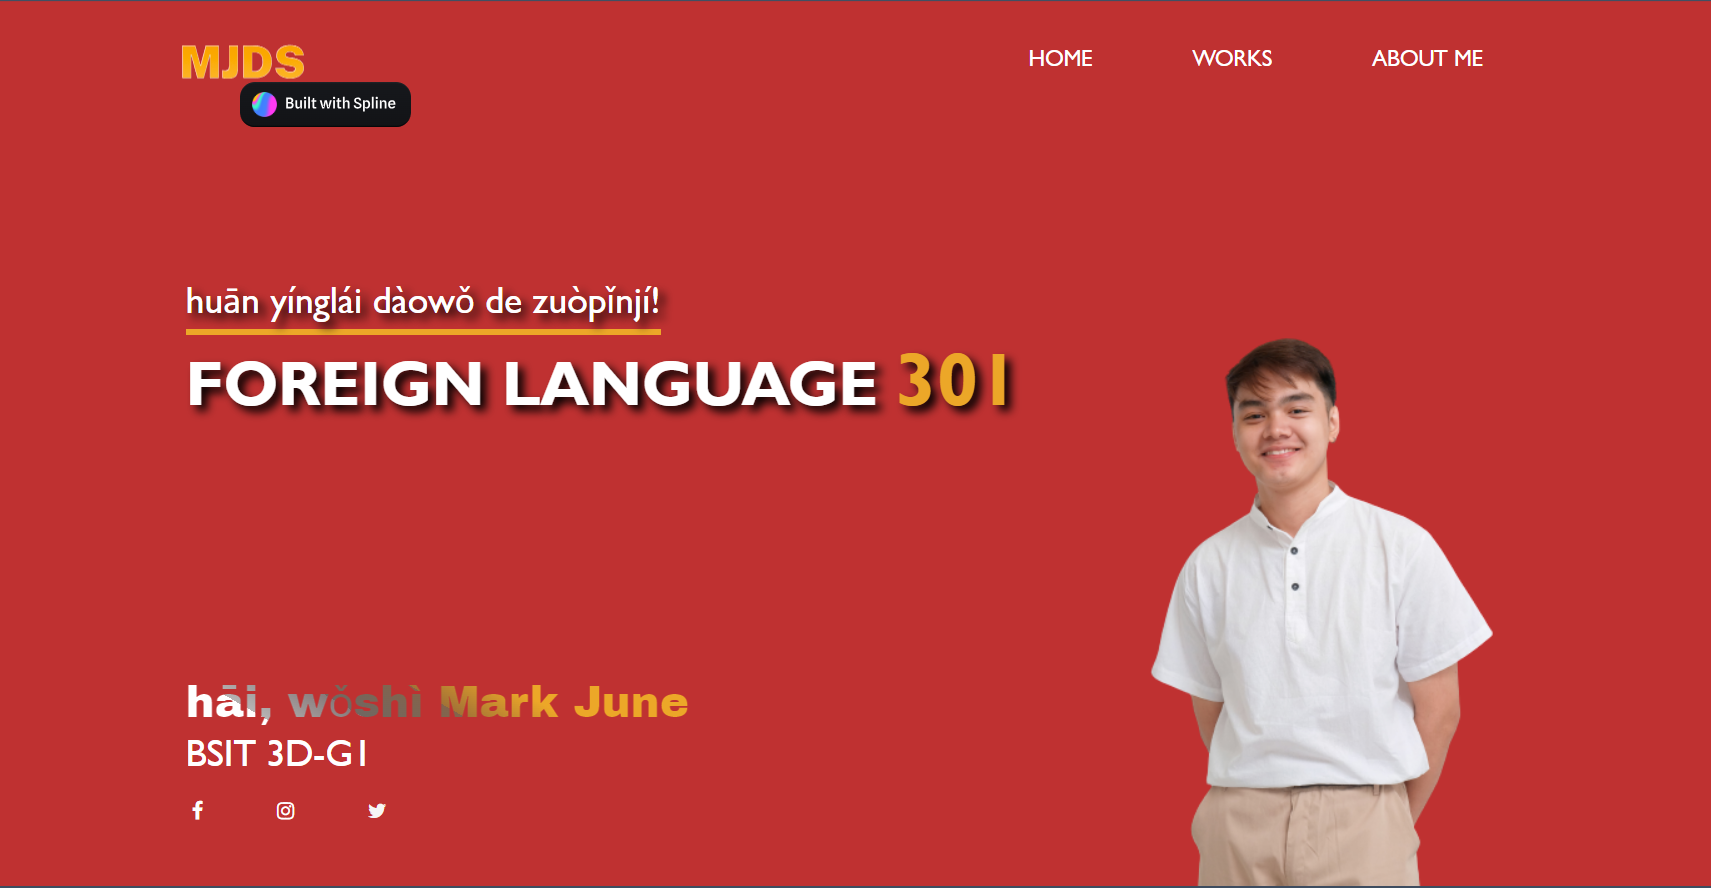 MJDS
HOME WORKS ABOUT ME
Built with Spline
huān yínglái dàowǒ de zuòpǐnjí!
FOREIGN LANGUAGE 301
hāi, wǒshì Mark June
BSIT 3D-G1